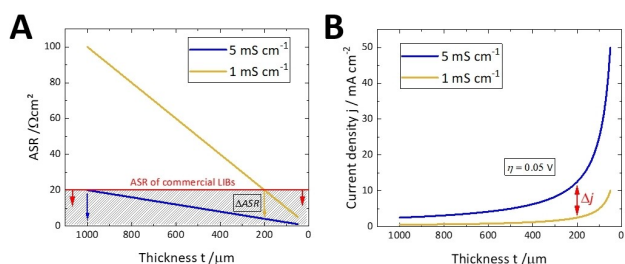 A
5 mS cm⁻¹
1 mS cm⁻¹
100
80
60
40
20
0
ASR /Ωcm²
ASR of commercial LIBs
ΔASR
1000 800 600 400 200 0
Thickness t /μm
B
5 mS cm⁻¹
1 mS cm⁻¹
50
40
30
20
10
0
Current density j / mA cm⁻²
η = 0.05 V
Δj
1000 800 600 400 200 0
Thickness t / μm